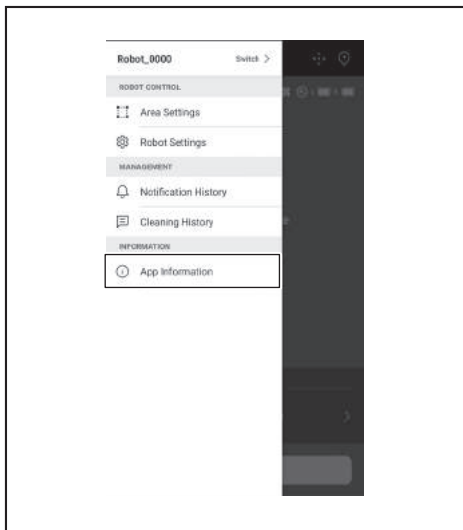 Robot_0000 Switch >
ROBOT CONTROL
Area Settings
Robot Settings
MANAGEMENT
Notification History
Cleaning History
INFORMATION
App Information